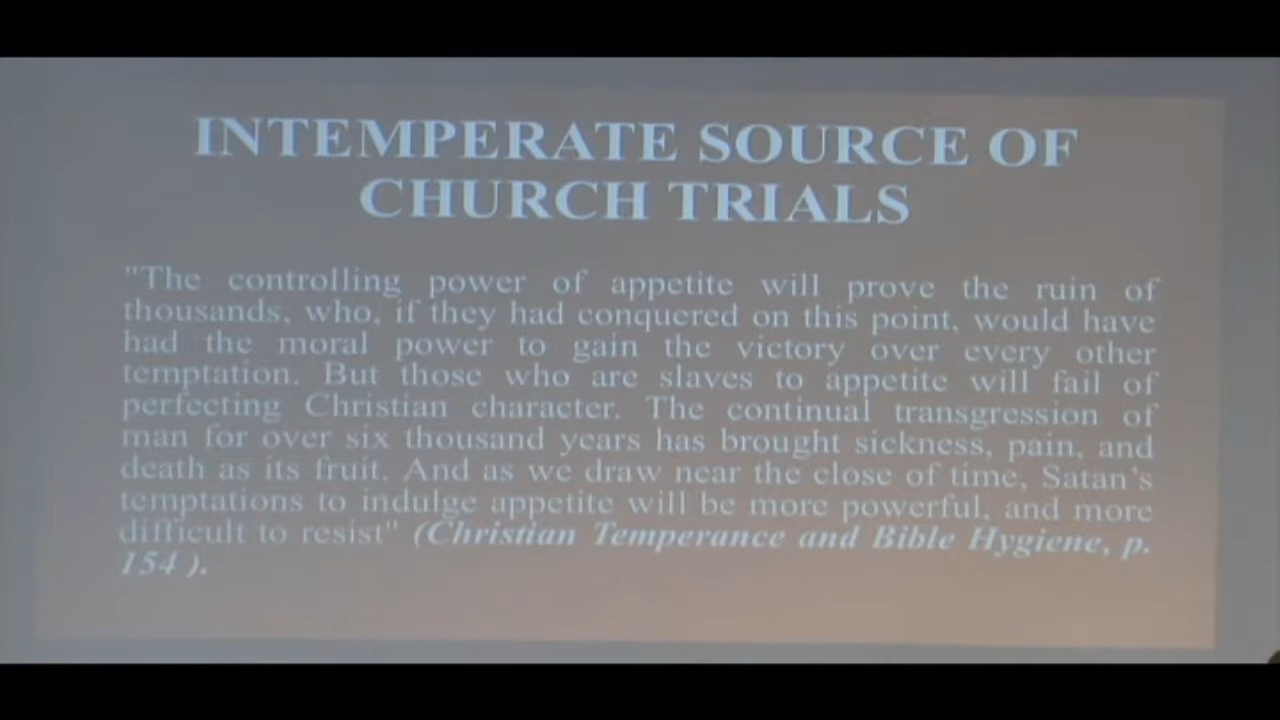 INTEMPERATE SOURCE OF
CHURCH TRIALS
"The controlling power of appetite will prove the ruin of
thousands, who, if they had conquered on this point, would have
had the moral power to gain the victory over every other
temptation. But those who are slaves to appetite will fail of
perfecting Christian character. The continual transgression of
man for over six thousand years has brought sickness, pain, and
death as its fruit. And as we draw near the close of time, Satan's
temptations to indulge appetite will be more powerful, and more
difficult to resist" (Christian Temperance and Bible Hygiene, p.
154 ).